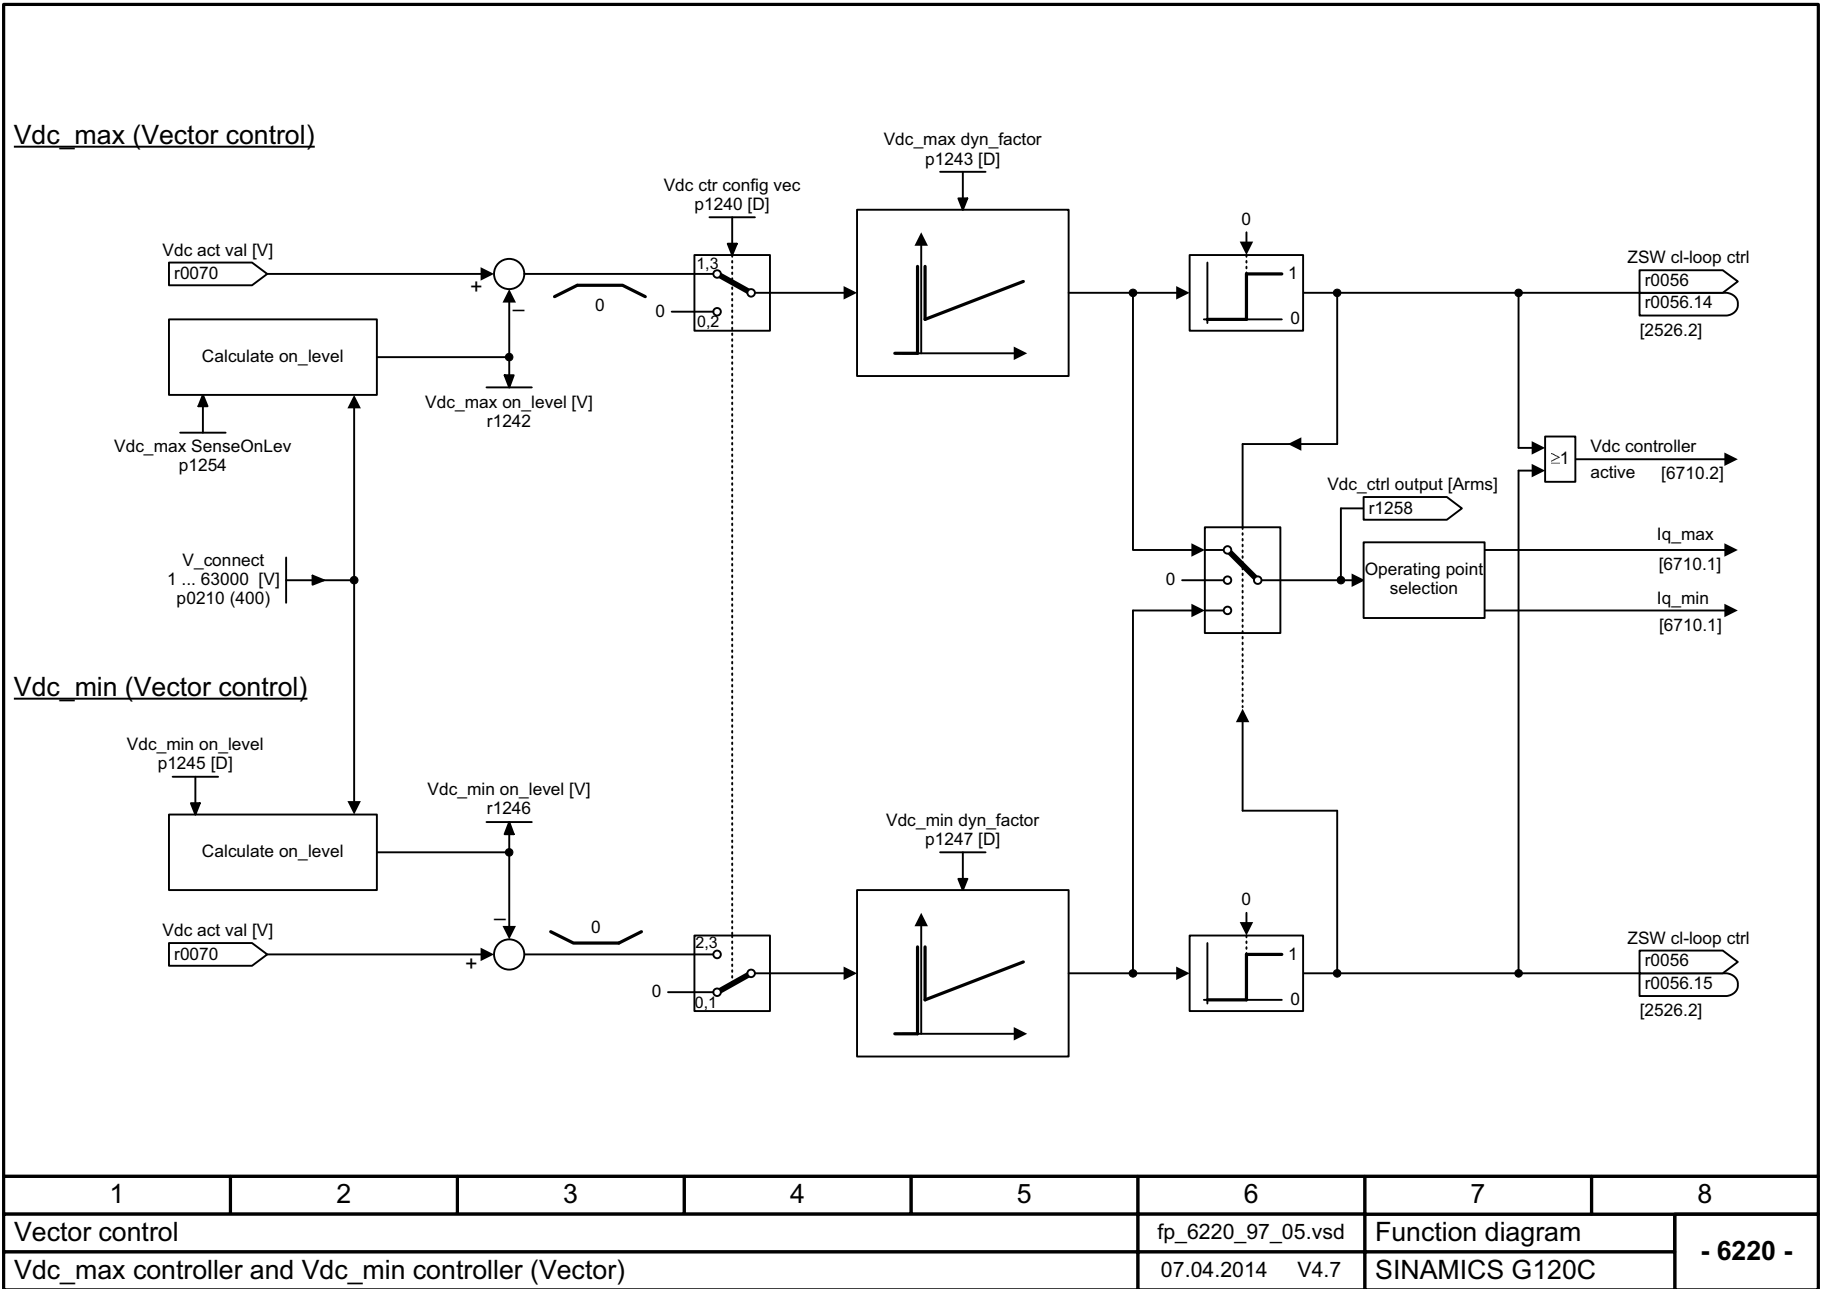 Vdc_max (Vector control)
Vdc_max dyn_factor
p1243 [D]
Vdc ctr config vec
p1240 [D]
0
Vdc act val [V]
r0070
+
–
0
1,3
0
0,2
1
0
ZSW cl-loop ctrl
r0056
r0056.14
[2526.2]
Calculate on_level
Vdc_max on_level [V]
r1242
Vdc_max SenseOnLev
p1254
≥1
Vdc controller
active [6710.2]
Vdc_ctrl output [Arms]
r1258
V_connect
1 ... 63000 [V]
p0210 (400)
0
Operating point
selection
Iq_max
[6710.1]
Iq_min
[6710.1]
Vdc_min (Vector control)
Vdc_min on_level
p1245 [D]
Vdc_min on_level [V]
r1246
Calculate on_level
Vdc_min dyn_factor
p1247 [D]
0
Vdc act val [V]
r0070
+
–
0
2,3
0
0,1
1
0
ZSW cl-loop ctrl
r0056
r0056.15
[2526.2]
1 2 3 4 5 6 7 8
Vector control
fp_6220_97_05.vsd
Function diagram
- 6220 -
Vdc_max controller and Vdc_min controller (Vector)
07.04.2014 V4.7
SINAMICS G120C